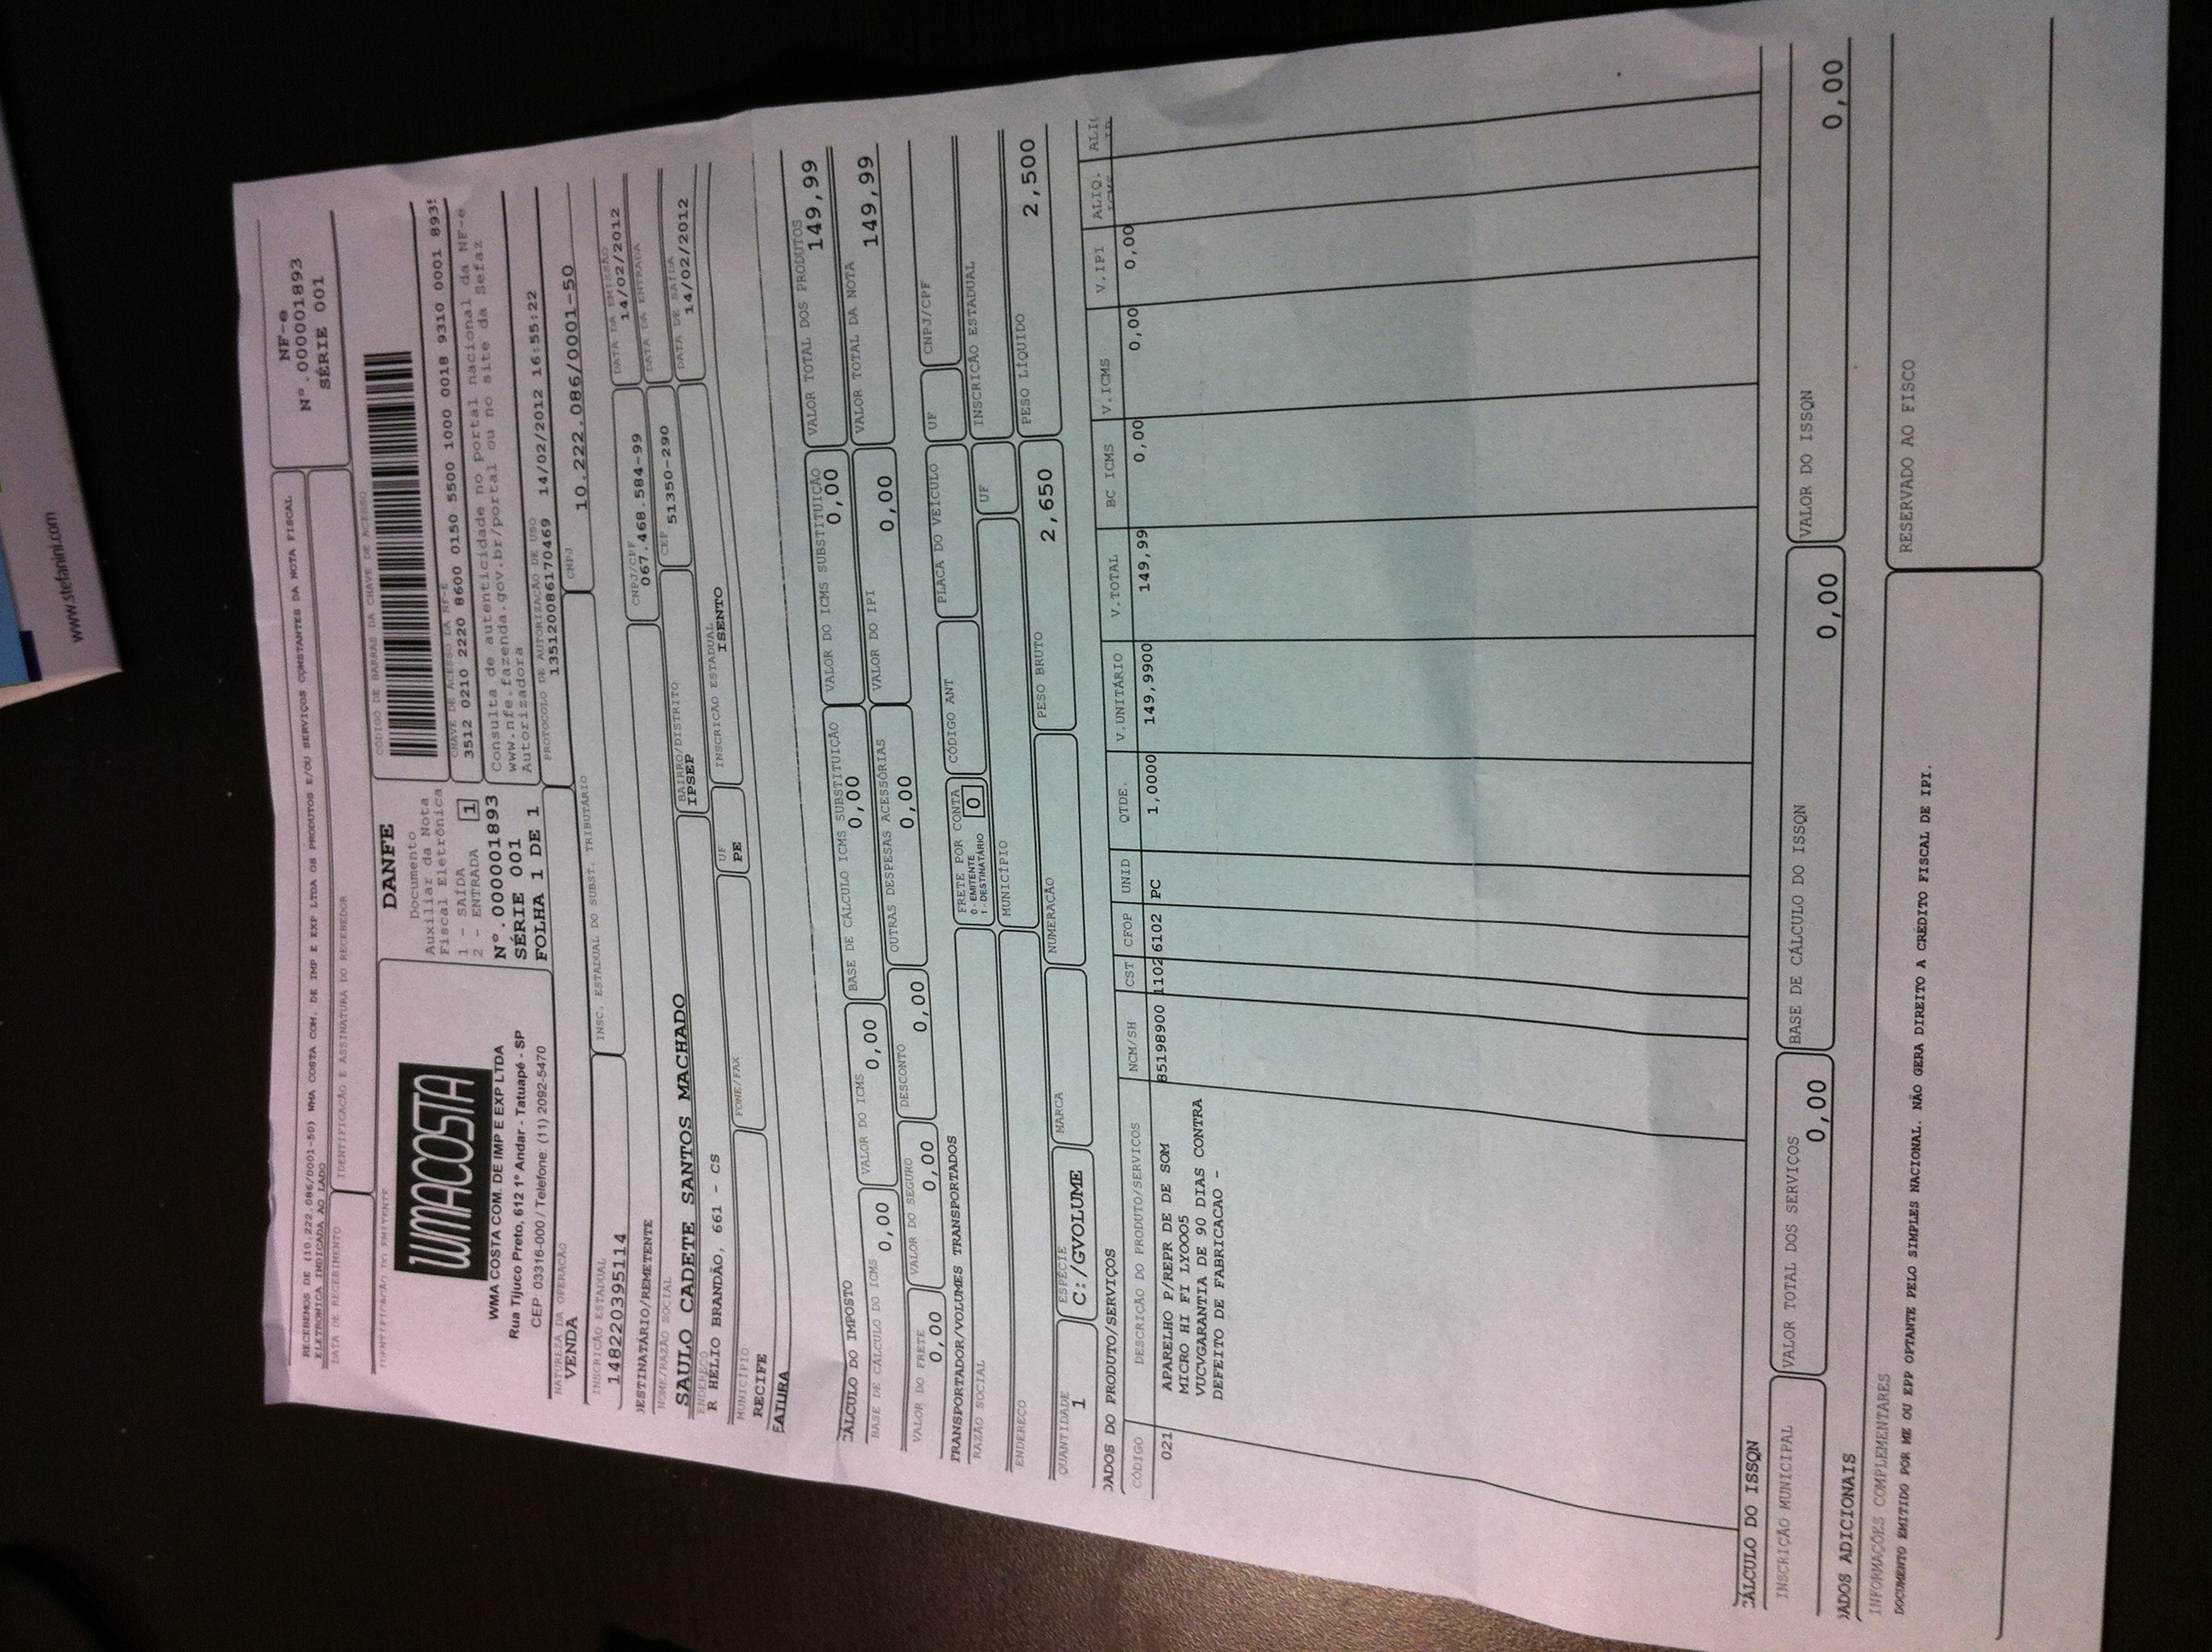 www.stefanini.com
RECEBEMOS DE (10.222.086/0001-50) WMA COSTA COM. DE IMP E EXP LTDA OS PRODUTOS E/OU SERVIÇOS CONSTANTES DA NOTA FISCAL
ELETRONICA INDICADA AO LADO
NF-e
Nº.000001893
SÉRIE 001
DATA DE RECEBIMENTO
IDENTIFICAÇÃO E ASSINATURA DO RECEBEDOR
IDENTIFICAÇÃO DO EMITENTE
WMACOSTA
WMA COSTA COM. DE IMP E EXP LTDA
Rua Tijuco Preto, 612 1º Andar - Tatuapé - SP
CEP: 03316-000 / Telefone: (11) 2092-5470
DANFE
Documento
Auxiliar da Nota
Fiscal Eletrônica
1 - SAÍDA
2 - ENTRADA 1
Nº.000001893
SÉRIE 001
FOLHA 1 DE 1
CÓDIGO DE BARRAS DA CHAVE DE ACESSO
CHAVE DE ACESSO DA NF-E
3512 0210 2220 8600 0150 5500 1000 0018 9310 0001 893
Consulta de autenticidade no portal nacional da NF-e
www.nfe.fazenda.gov.br/portal ou no site da Sefaz
Autorizadora
PROTOCOLO DE AUTORIZAÇÃO DE USO
135120086170469 14/02/2012 16:55:22
NATUREZA DA OPERAÇÃO
VENDA
INSCRIÇÃO ESTADUAL
148220395114
INSC. ESTADUAL DO SUBST. TRIBUTÁRIO
CNPJ
10.222.086/0001-50
DESTINATÁRIO/REMETENTE
NOME/RAZÃO SOCIAL
SAULO CADETE SANTOS MACHADO
CNPJ/CPF
067.468.584-99
DATA DA EMISSÃO
14/02/2012
ENDEREÇO
R HÉLIO BRANDÃO, 661 - CS
BAIRRO/DISTRITO
IPSEP
CEP
51350-290
DATA DA ENTRADA
MUNICÍPIO
RECIFE
FONE/FAX
UF
PE
INSCRIÇÃO ESTADUAL
ISENTO
DATA DE SAÍDA
14/02/2012
FATURA
CÁLCULO DO IMPOSTO
BASE DE CÁLCULO DO ICMS
0,00
VALOR DO ICMS
0,00
BASE DE CÁLCULO ICMS SUBSTITUIÇÃO
0,00
VALOR DO ICMS SUBSTITUIÇÃO
0,00
VALOR TOTAL DOS PRODUTOS
149,99
VALOR DO FRETE
0,00
VALOR DO SEGURO
0,00
DESCONTO
0,00
OUTRAS DESPESAS ACESSÓRIAS
0,00
VALOR DO IPI
0,00
VALOR TOTAL DA NOTA
149,99
TRANSPORTADOR/VOLUMES TRANSPORTADOS
RAZÃO SOCIAL
FRETE POR CONTA
0 - EMITENTE
1 - DESTINATÁRIO 0
CÓDIGO ANT
PLACA DO VEÍCULO
UF
CNPJ/CPF
ENDEREÇO
MUNICÍPIO
UF
INSCRIÇÃO ESTADUAL
QUANTIDADE
1
ESPÉCIE
C:/GVOLUME
MARCA
NUMERAÇÃO
PESO BRUTO
2,650
PESO LÍQUIDO
2,500
DADOS DO PRODUTO/SERVIÇOS
CÓDIGO DESCRIÇÃO DO PRODUTO/SERVIÇOS NCM/SH CST CFOP UNID QTDE. V.UNITÁRIO V.TOTAL BC ICMS V.ICMS V.IPI ALIQ. ICMS
021 APARELHO P/REPR DE DE SOM 85198900 1102 6102 PC 1,0000 149,9900 149,99 0,00 0,00 0,00
MICRO HI FI LY0005
VUCVGARANTIA DE 90 DIAS CONTRA
DEFEITO DE FABRICACAO -
CÁLCULO DO ISSQN
INSCRIÇÃO MUNICIPAL
VALOR TOTAL DOS SERVIÇOS
0,00
BASE DE CÁLCULO DO ISSQN
0,00
VALOR DO ISSQN
0,00
DADOS ADICIONAIS
INFORMAÇÕES COMPLEMENTARES
DOCUMENTO EMITIDO POR ME OU EPP OPTANTE PELO SIMPLES NACIONAL. NÃO GERA DIREITO A CRÉDITO FISCAL DE IPI.
RESERVADO AO FISCO